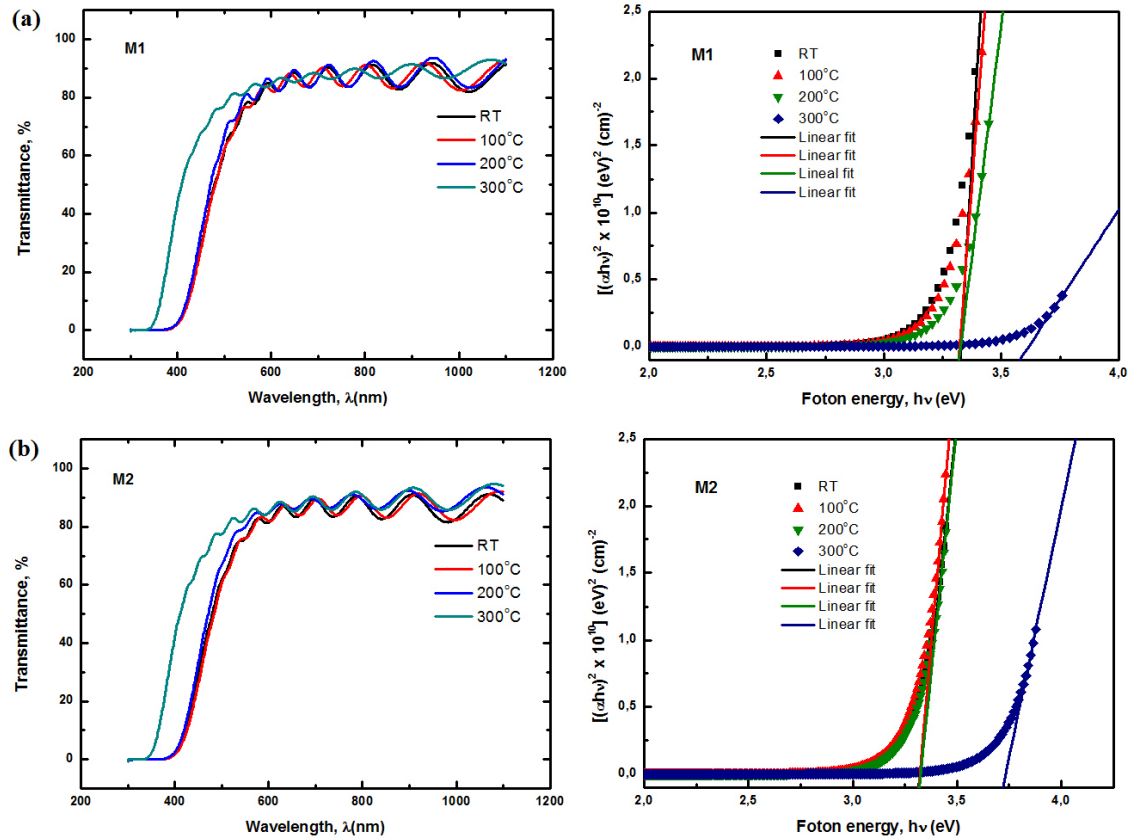 (a)
M1
Transmittance, %
100
80
60
40
20
0
200 400 600 800 1000 1200
Wavelength, λ(nm)
RT
100°C
200°C
300°C
M1
[(αhν)² x 10¹⁰] (eV)² (cm)⁻²
2,5
2,0
1,5
1,0
0,5
0,0
2,0 2,5 3,0 3,5 4,0
Foton energy, hν (eV)
RT
100°C
200°C
300°C
Linear fit
Linear fit
Lineal fit
Linear fit
(b)
M2
Transmittance, %
100
80
60
40
20
0
200 400 600 800 1000 1200
Wavelength, λ(nm)
RT
100°C
200°C
300°C
M2
[(αhν)² x 10¹⁰] (eV)² (cm)⁻²
2,5
2,0
1,5
1,0
0,5
0,0
2,0 2,5 3,0 3,5 4,0
Foton energy, hν (eV)
RT
100°C
200°C
300°C
Linear fit
Linear fit
Linear fit
Linear fit